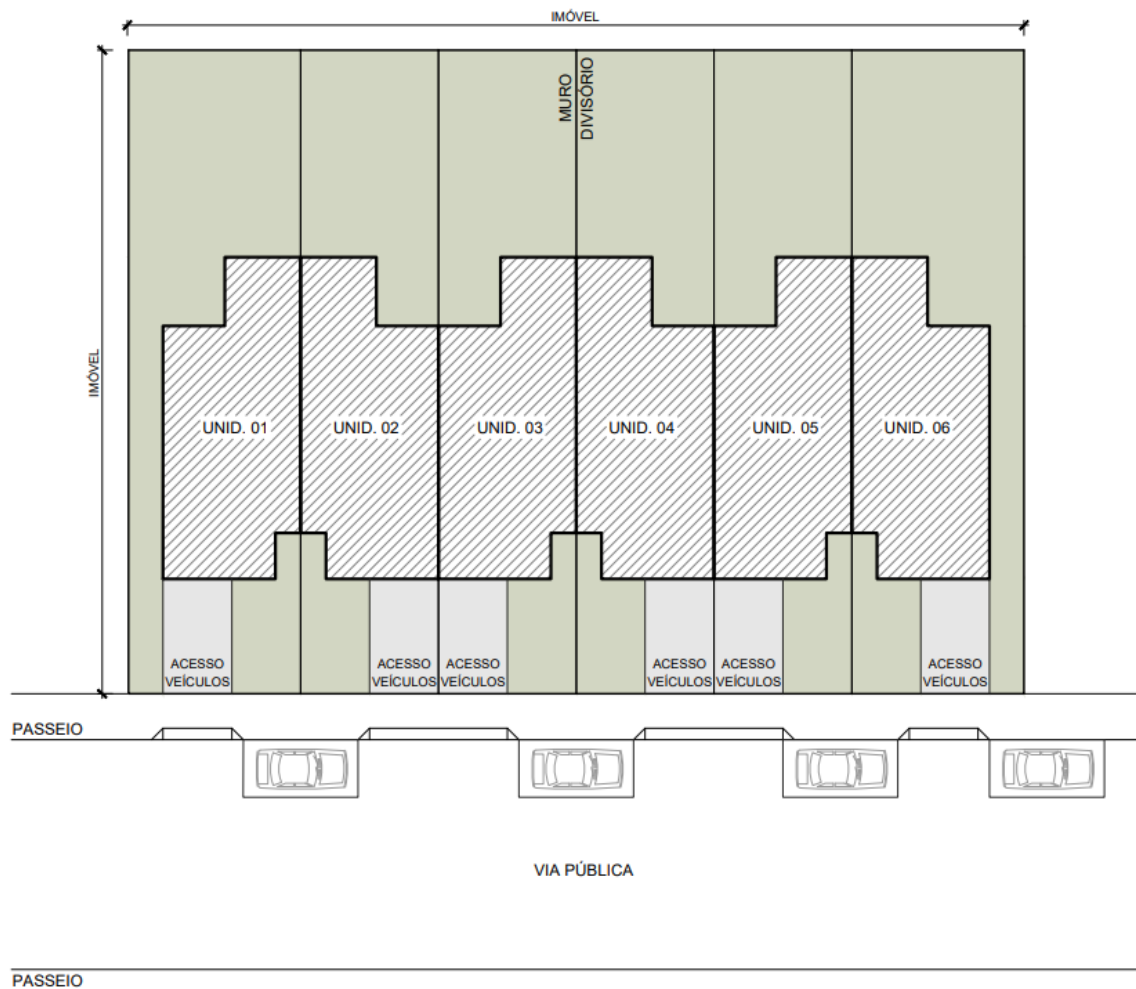 IMÓVEL
MURO
DIVISÓRIO
IMÓVEL
UNID. 01
UNID. 02
UNID. 03
UNID. 04
UNID. 05
UNID. 06
ACESSO
VEÍCULOS
ACESSO
VEÍCULOS
ACESSO
VEÍCULOS
ACESSO
VEÍCULOS
ACESSO
VEÍCULOS
ACESSO
VEÍCULOS
PASSEIO
VIA PÚBLICA
PASSEIO